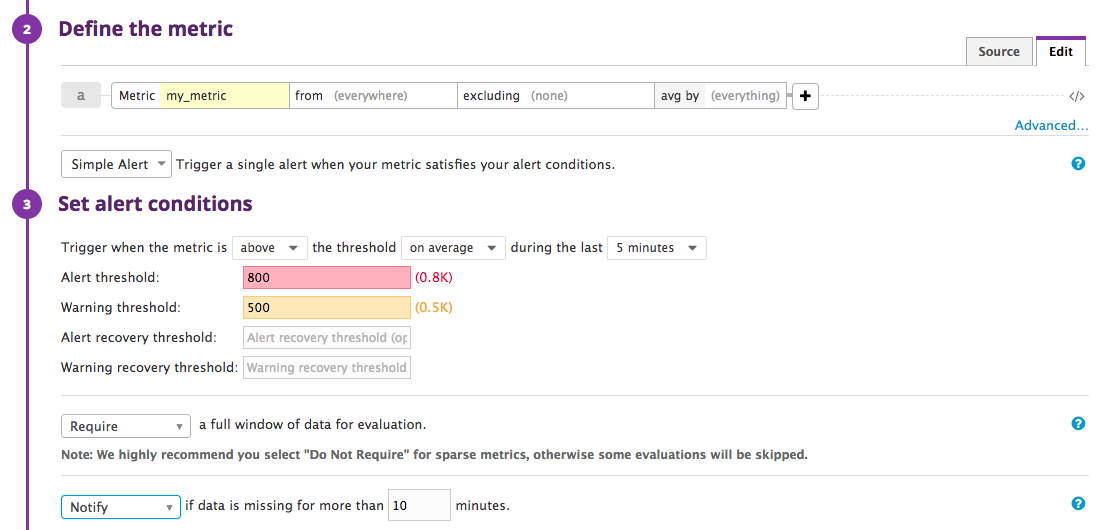 2 Define the metric
Source Edit
a Metric my_metric from (everywhere) excluding (none) avg by (everything) + </>
Advanced...
Simple Alert Trigger a single alert when your metric satisfies your alert conditions. ?
3 Set alert conditions
Trigger when the metric is above the threshold on average during the last 5 minutes
Alert threshold: 800 (0.8K)
Warning threshold: 500 (0.5K)
Alert recovery threshold: Alert recovery threshold (op
Warning recovery threshold: Warning recovery threshold
Require a full window of data for evaluation. ?
Note: We highly recommend you select "Do Not Require" for sparse metrics, otherwise some evaluations will be skipped.
Notify if data is missing for more than 10 minutes. ?